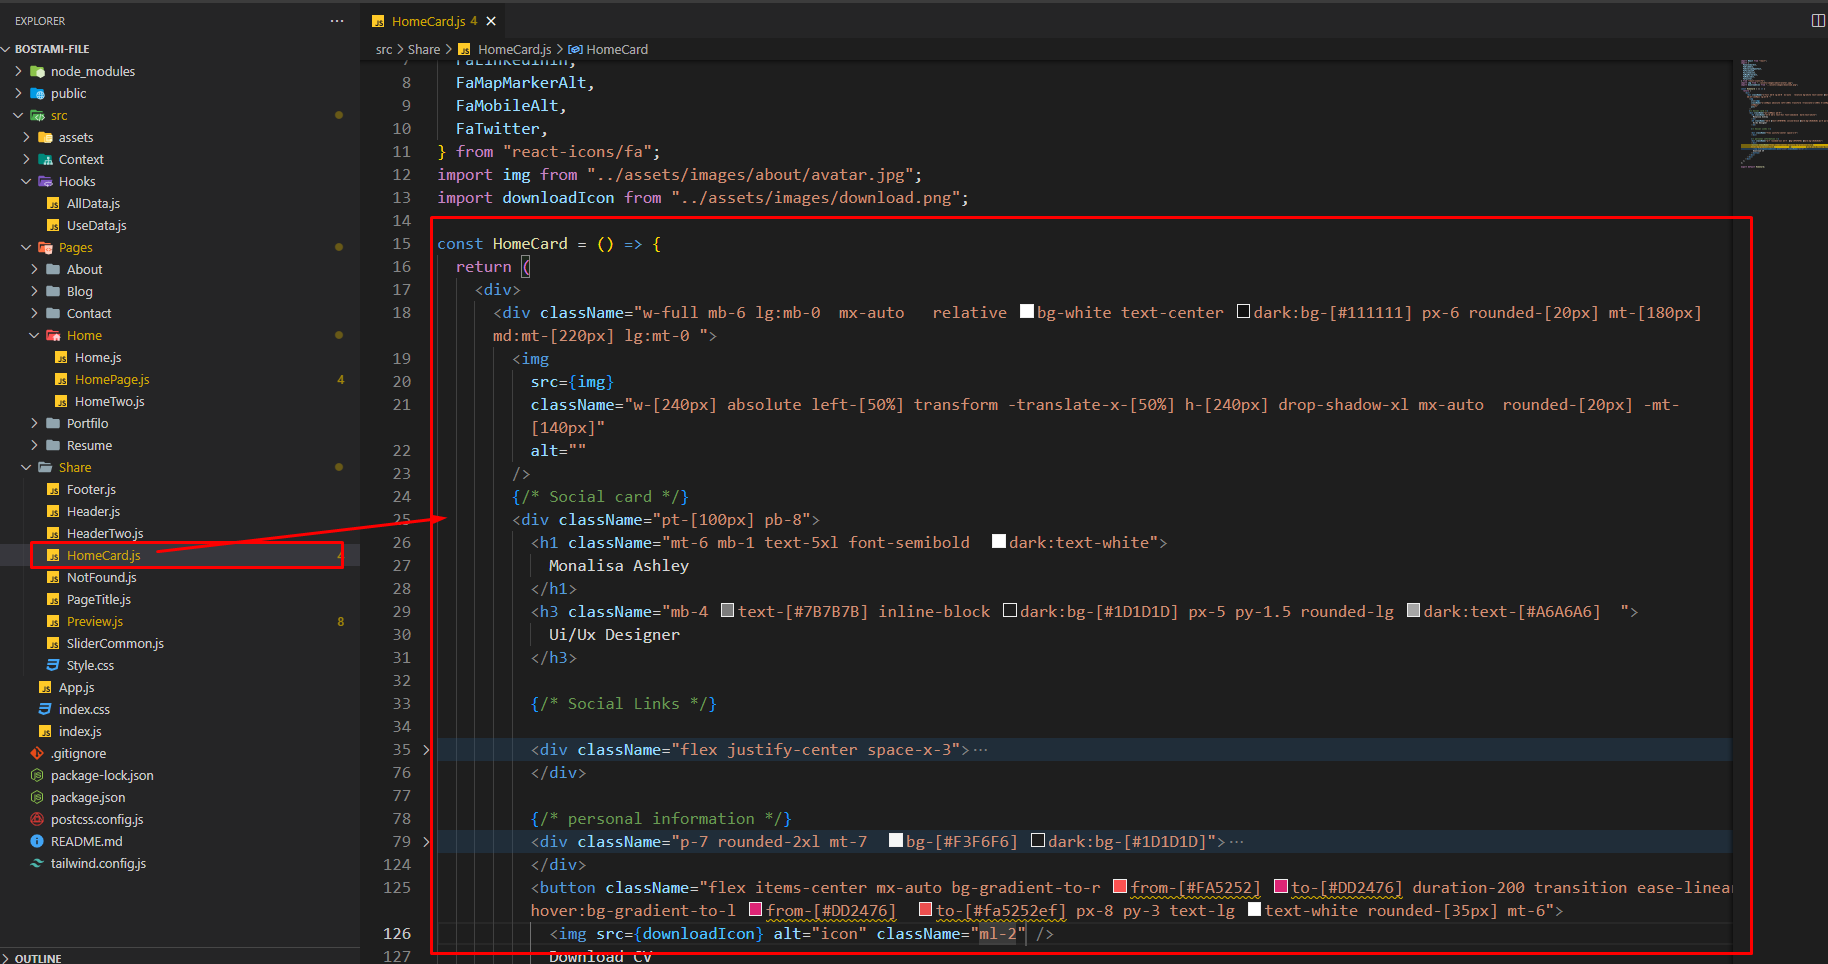 EXPLORER
BOSTAMI-FILE
node_modules
public
src
assets
Context
Hooks
AllData.js
UseData.js
Pages
About
Blog
Contact
Home
Home.js
HomePage.js 4
HomeTwo.js
Portfilo
Resume
Share
Footer.js
Header.js
HeaderTwo.js
HomeCard.js 4
NotFound.js
PageTitle.js
Preview.js 8
SliderCommon.js
Style.css
App.js
index.css
index.js
.gitignore
package-lock.json
package.json
postcss.config.js
README.md
tailwind.config.js
OUTLINE
HomeCard.js 4
src > Share > HomeCard.js > HomeCard
7 FaLinkedinIn,
8 FaMapMarkerAlt,
9 FaMobileAlt,
10 FaTwitter,
11 } from "react-icons/fa";
12 import img from "../assets/images/about/avatar.jpg";
13 import downloadIcon from "../assets/images/download.png";
14
15 const HomeCard = () => {
16 return (
17 <div>
18 <div className="w-full mb-6 lg:mb-0  mx-auto   relative bg-white text-center dark:bg-[#111111] px-6 rounded-[20px] mt-[180px]
md:mt-[220px] lg:mt-0 ">
19 <img
20 src={img}
21 className="w-[240px] absolute left-[50%] transform -translate-x-[50%] h-[240px] drop-shadow-xl mx-auto  rounded-[20px] -mt-
[140px]"
22 alt=""
23 />
24 {/* Social card */}
25 <div className="pt-[100px] pb-8">
26 <h1 className="mt-6 mb-1 text-5xl font-semibold  dark:text-white">
27 Monalisa Ashley
28 </h1>
29 <h3 className="mb-4 text-[#7B7B7B] inline-block dark:bg-[#1D1D1D] px-5 py-1.5 rounded-lg dark:text-[#A6A6A6]  ">
30 Ui/Ux Designer
31 </h3>
32
33 {/* Social Links */}
34
35 <div className="flex justify-center space-x-3">···
76 </div>
77
78 {/* personal information */}
79 <div className="p-7 rounded-2xl mt-7  bg-[#F3F6F6] dark:bg-[#1D1D1D]">···
124 </div>
125 <button className="flex items-center mx-auto bg-gradient-to-r from-[#FA5252] to-[#DD2476] duration-200 transition ease-linear
hover:bg-gradient-to-l from-[#DD2476]  to-[#fa5252ef] px-8 py-3 text-lg text-white rounded-[35px] mt-6">
126 <img src={downloadIcon} alt="icon" className="ml-2" />
127 Download CV